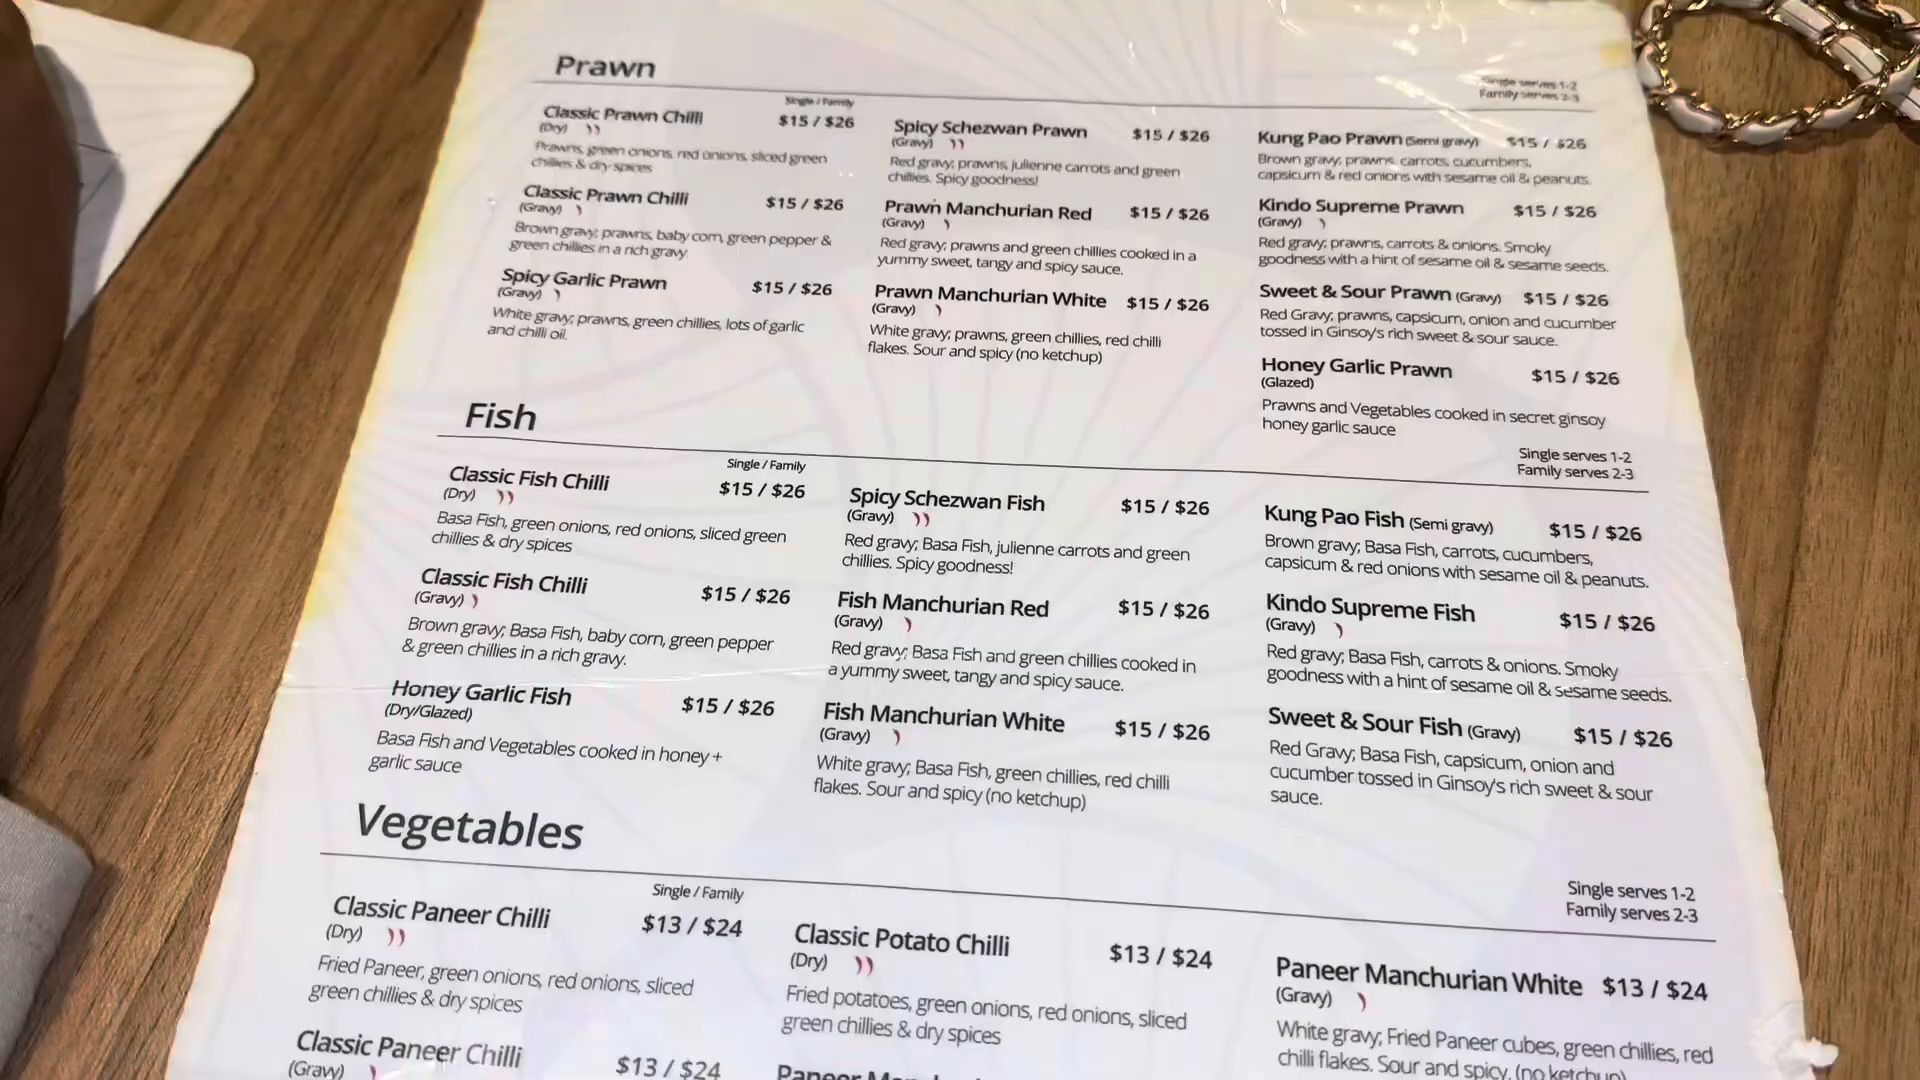 Prawn
Single serves 1-2
Family serves 2-3
Single / Family
Classic Prawn Chilli $15 / $26
(Dry)
Prawns, green onions, red onions, sliced green
chillies & dry spices
Classic Prawn Chilli $15 / $26
(Gravy)
Brown gravy; prawns, baby corn, green pepper &
green chillies in a rich gravy.
Spicy Garlic Prawn $15 / $26
(Gravy)
White gravy; prawns, green chillies, lots of garlic
and chilli oil.
Spicy Schezwan Prawn $15 / $26
(Gravy)
Red gravy; prawns, julienne carrots and green
chillies. Spicy goodness!
Prawn Manchurian Red $15 / $26
(Gravy)
Red gravy; prawns and green chillies cooked in a
yummy sweet, tangy and spicy sauce.
Prawn Manchurian White $15 / $26
(Gravy)
White gravy; prawns, green chillies, red chilli
flakes. Sour and spicy (no ketchup)
Kung Pao Prawn (Semi gravy) $15 / $26
Brown gravy; prawns, carrots, cucumbers,
capsicum & red onions with sesame oil & peanuts.
Kindo Supreme Prawn $15 / $26
(Gravy)
Red gravy; prawns, carrots & onions. Smoky
goodness with a hint of sesame oil & sesame seeds.
Sweet & Sour Prawn (Gravy) $15 / $26
Red Gravy; prawns, capsicum, onion and cucumber
tossed in Ginsoy's rich sweet & sour sauce.
Honey Garlic Prawn $15 / $26
(Glazed)
Prawns and Vegetables cooked in secret ginsoy
honey garlic sauce
Fish
Single serves 1-2
Family serves 2-3
Single / Family
Classic Fish Chilli $15 / $26
(Dry)
Basa Fish, green onions, red onions, sliced green
chillies & dry spices
Classic Fish Chilli $15 / $26
(Gravy)
Brown gravy; Basa Fish, baby corn, green pepper
& green chillies in a rich gravy.
Honey Garlic Fish $15 / $26
(Dry/Glazed)
Basa Fish and Vegetables cooked in honey +
garlic sauce
Spicy Schezwan Fish $15 / $26
(Gravy)
Red gravy; Basa Fish, julienne carrots and green
chillies. Spicy goodness!
Fish Manchurian Red $15 / $26
(Gravy)
Red gravy; Basa Fish and green chillies cooked in
a yummy sweet, tangy and spicy sauce.
Fish Manchurian White $15 / $26
(Gravy)
White gravy; Basa Fish, green chillies, red chilli
flakes. Sour and spicy (no ketchup)
Kung Pao Fish (Semi gravy) $15 / $26
Brown gravy; Basa Fish, carrots, cucumbers,
capsicum & red onions with sesame oil & peanuts.
Kindo Supreme Fish $15 / $26
(Gravy)
Red gravy; Basa Fish, carrots & onions. Smoky
goodness with a hint of sesame oil & sesame seeds.
Sweet & Sour Fish (Gravy) $15 / $26
Red Gravy; Basa Fish, capsicum, onion and
cucumber tossed in Ginsoy's rich sweet & sour
sauce.
Vegetables
Single serves 1-2
Family serves 2-3
Single / Family
Classic Paneer Chilli $13 / $24
(Dry)
Fried Paneer, green onions, red onions, sliced
green chillies & dry spices
Classic Paneer Chilli $13 / $24
(Gravy)
Classic Potato Chilli $13 / $24
(Dry)
Fried potatoes, green onions, red onions, sliced
green chillies & dry spices
Paneer
Paneer Manchurian White $13 / $24
(Gravy)
White gravy; Fried Paneer cubes, green chillies, red
chilli flakes. Sour and spicy. (no ketchup)